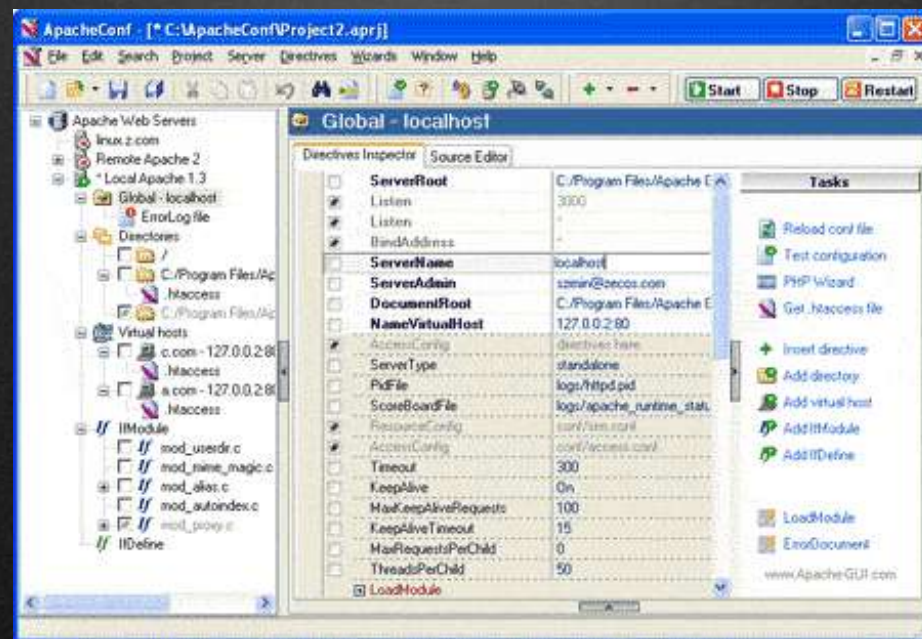 ApacheConf - [* C:\ApacheConf\Project2.aprj]
File Edit Search Project Server Directives Wizards Window Help
Start Stop Restart
Apache Web Servers
linux.z.com
Remote Apache 2
* Local Apache 1.3
Global - localhost
ErrorLog file
Directories
/
C:/Program Files/Ap
.htaccess
C:/Program Files/Ap
Virtual hosts
c.com - 127.0.0.2:80
.htaccess
a.com - 127.0.0.2:80
.htaccess
IfModule
mod_userdir.c
mod_mime_magic.c
mod_alias.c
mod_autoindex.c
mod_proxy.c
IfDefine
Global - localhost
Directives Inspector Source Editor
ServerRoot C:/Program Files/Apache
Listen 3000
Listen
BindAddress
ServerName localhost
ServerAdmin
DocumentRoot C:/Program Files/Apache
NameVirtualHost 127.0.0.2:80
AccessConfig directives here
ServerType standalone
PidFile logs/httpd.pid
ScoreBoardFile logs/apache_runtime_statu
ResourceConfig conf/srm.conf
AccessConfig conf/access.conf
Timeout 300
KeepAlive On
MaxKeepAliveRequests 100
KeepAliveTimeout 15
MaxRequestsPerChild 0
ThreadsPerChild 50
LoadModule
Tasks
Reload conf file
Test configuration
PHP Wizard
Get .htaccess file
Insert directive
Add directory
Add virtual host
Add IfModule
Add IfDefine
LoadModule
ErrorDocument
www.ApacheGUI.com